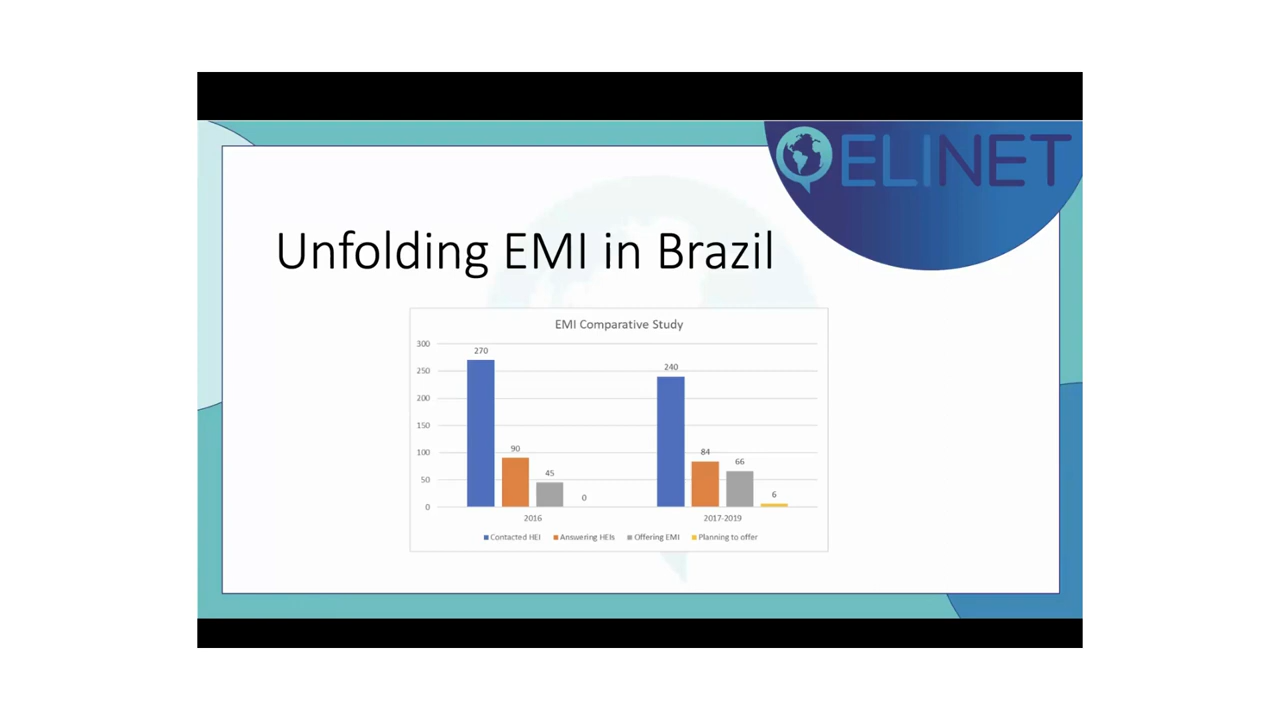 ELINET
Unfolding EMI in Brazil
EMI Comparative Study
300
250
200
150
100
50
0
270
90
45
0
240
84
66
6
2016
2017-2019
Contacted HEI
Answering HEIs
Offering EMI
Planning to offer